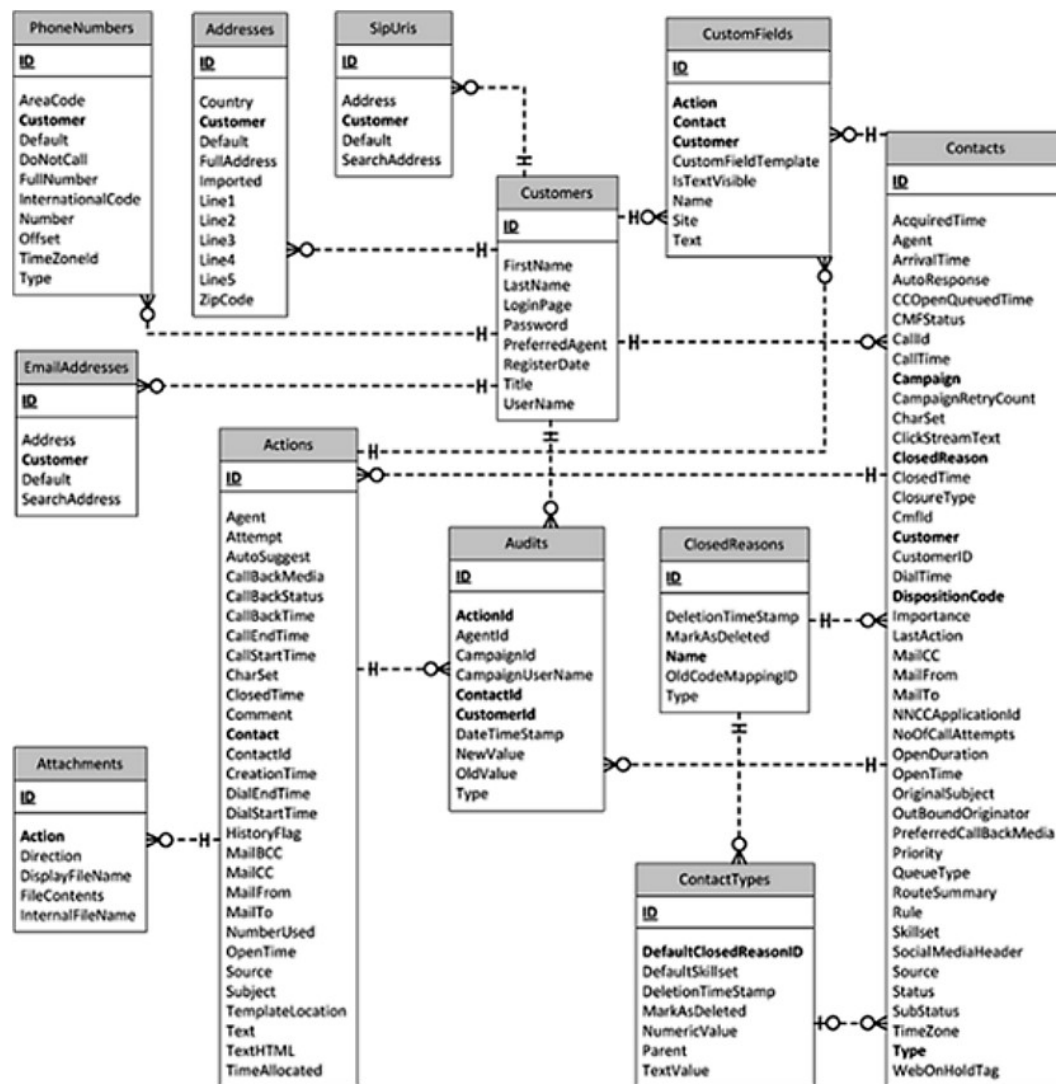 PhoneNumbers
ID
AreaCode
Customer
Default
DoNotCall
FullNumber
InternationalCode
Number
Offset
TimeZoneId
Type
Addresses
ID
Country
Customer
Default
FullAddress
Imported
Line1
Line2
Line3
Line4
Line5
ZipCode
SipUris
ID
Address
Customer
Default
SearchAddress
CustomFields
ID
Action
Contact
Customer
CustomFieldTemplate
IsTextVisible
Name
Site
Text
Customers
ID
FirstName
LastName
LoginPage
Password
PreferredAgent
RegisterDate
Title
UserName
Contacts
ID
AcquiredTime
Agent
ArrivalTime
AutoResponse
CCOpenQueuedTime
CMFStatus
CallId
CallTime
Campaign
CampaignRetryCount
CharSet
ClickStreamText
ClosedReason
ClosedTime
ClosureType
CmfId
Customer
CustomerID
DialTime
DispositionCode
Importance
LastAction
MailCC
MailFrom
MailTo
NNCCApplicationId
NoOfCallAttempts
OpenDuration
OpenTime
OriginalSubject
OutBoundOriginator
PreferredCallBackMedia
Priority
QueueType
RouteSummary
Rule
Skillset
SocialMediaHeader
Source
Status
SubStatus
TimeZone
Type
WebOnHoldTag
EmailAddresses
ID
Address
Customer
Default
SearchAddress
Actions
ID
Agent
Attempt
AutoSuggest
CallBackMedia
CallBackStatus
CallBackTime
CallEndTime
CallStartTime
CharSet
ClosedTime
Comment
Contact
ContactId
CreationTime
DialEndTime
DialStartTime
HistoryFlag
MailBCC
MailCC
MailFrom
MailTo
NumberUsed
OpenTime
Source
Subject
TemplateLocation
Text
TextHTML
TimeAllocated
Audits
ID
ActionId
AgentId
CampaignId
CampaignUserName
ContactId
CustomerId
DateTimeStamp
NewValue
OldValue
Type
ClosedReasons
ID
DeletionTimeStamp
MarkAsDeleted
Name
OldCodeMappingID
Type
Attachments
ID
Action
Direction
DisplayFileName
FileContents
InternalFileName
ContactTypes
ID
DefaultClosedReasonID
DefaultSkillset
DeletionTimeStamp
MarkAsDeleted
NumericValue
Parent
TextValue